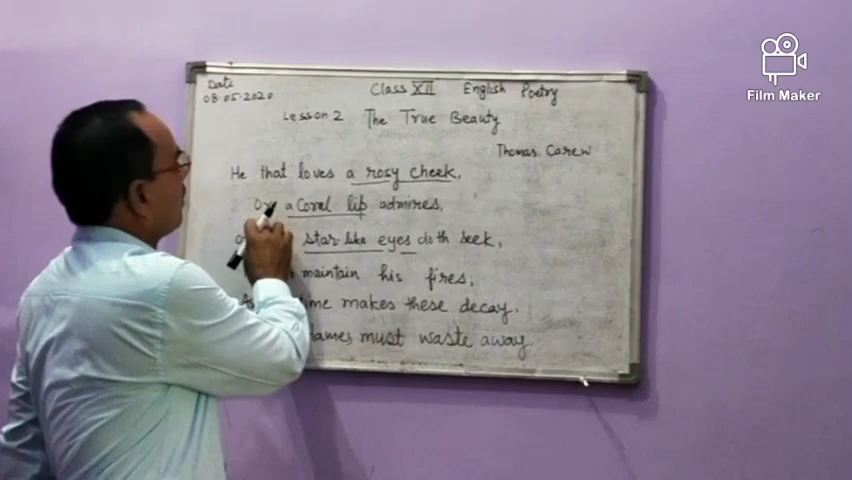 Date
08.05.2020
Class XII English Poetry
Lesson 2 The True Beauty
Thomas Carew
He that loves a rosy cheek,
Or a Coral lip admires,
star-like eyes doth seek,
maintain his fires;
As time makes these decay.
must waste away
Film Maker